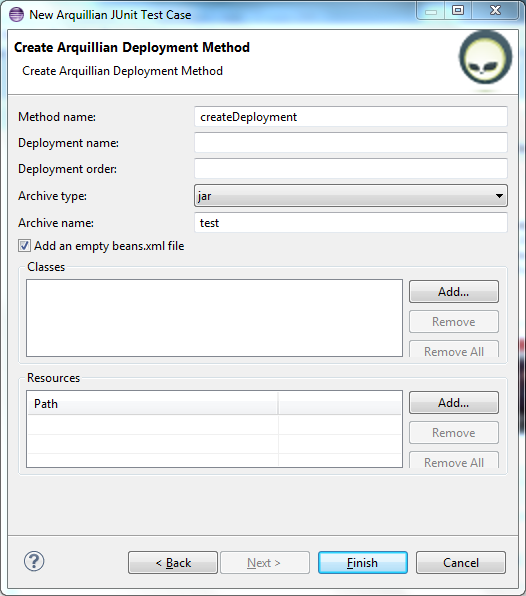 New Arquillian JUnit Test Case
Create Arquillian Deployment Method
Create Arquillian Deployment Method
Method name: createDeployment
Deployment name:
Deployment order:
Archive type: jar
Archive name: test
Add an empty beans.xml file
Classes
Add...
Remove
Remove All
Resources
Path
Add...
Remove
Remove All
? < Back Next > Finish Cancel